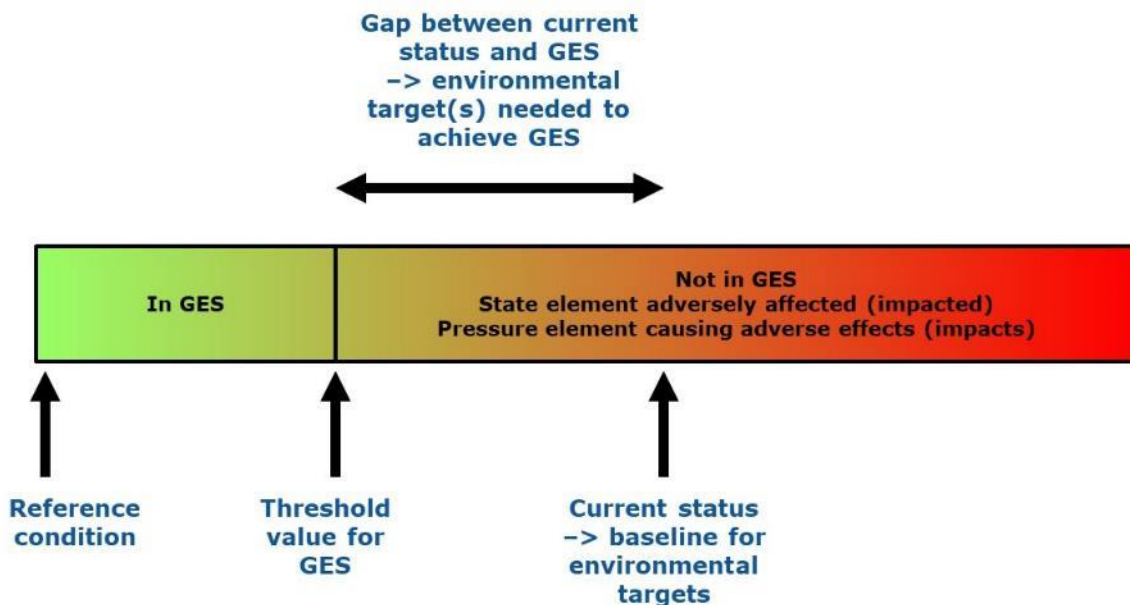 Gap between current
status and GES
–> environmental
target(s) needed to
achieve GES
In GES
Not in GES
State element adversely affected (impacted)
Pressure element causing adverse effects (impacts)
Reference
condition
Threshold
value for
GES
Current status
–> baseline for
environmental
targets